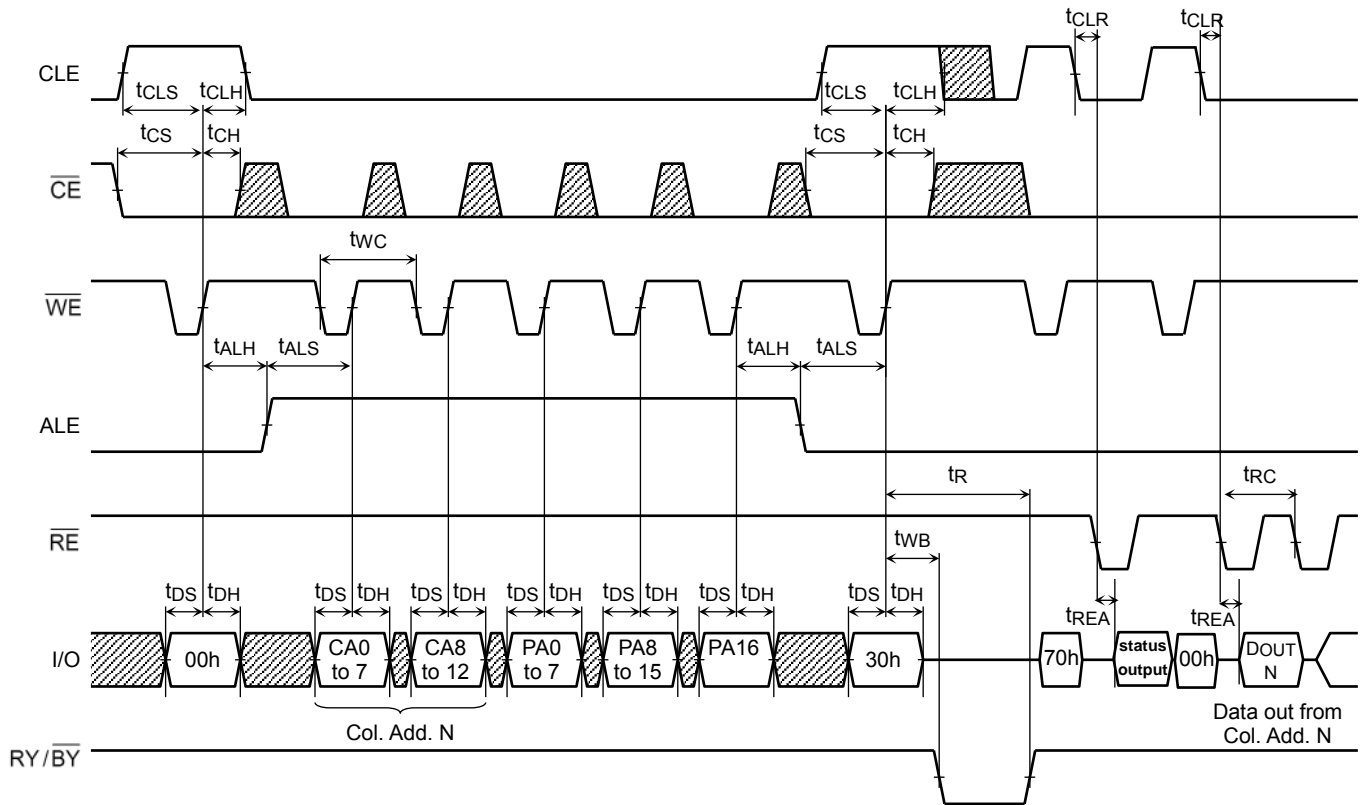 tCLR tCLR
CLE
tCLS tCLH tCLS tCLH
tCS tCH tCS tCH
CE
tWC
WE
tALH tALS tALH tALS
ALE
tR tRC
RE
tWB
tDS tDH tDS tDH tDS tDH tDS tDH tDS tDH tDS tDH tDS tDH
tREA tREA
I/O 00h CA0 to 7 CA8 to 12 PA0 to 7 PA8 to 15 PA16 30h 70h status output 00h DOUT N
Col. Add. N
Data out from
Col. Add. N
RY/BY